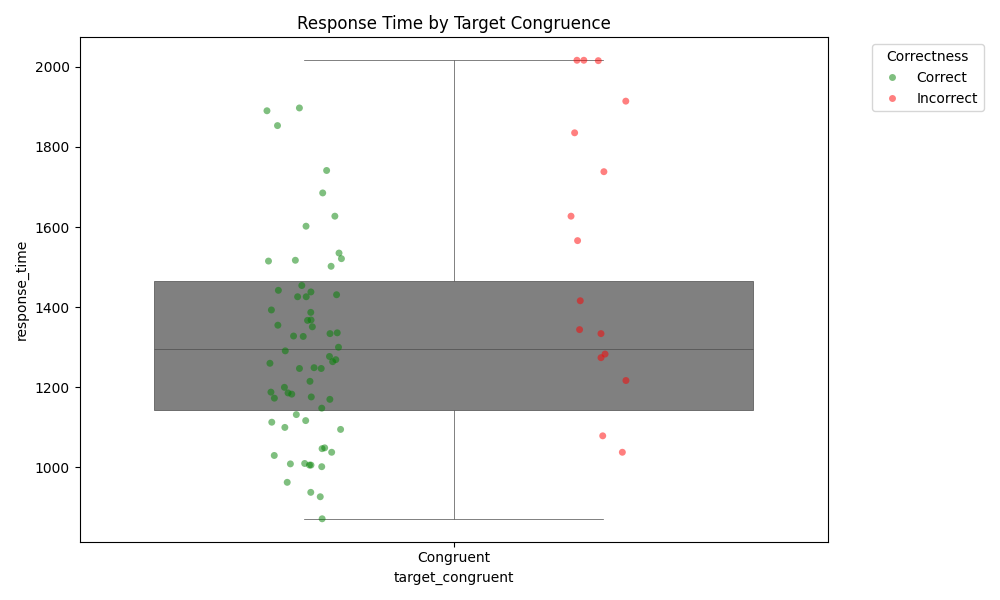 Response Time by Target Congruence
Correctness
Correct
Incorrect
response_time
2000
1800
1600
1400
1200
1000
Congruent
target_congruent